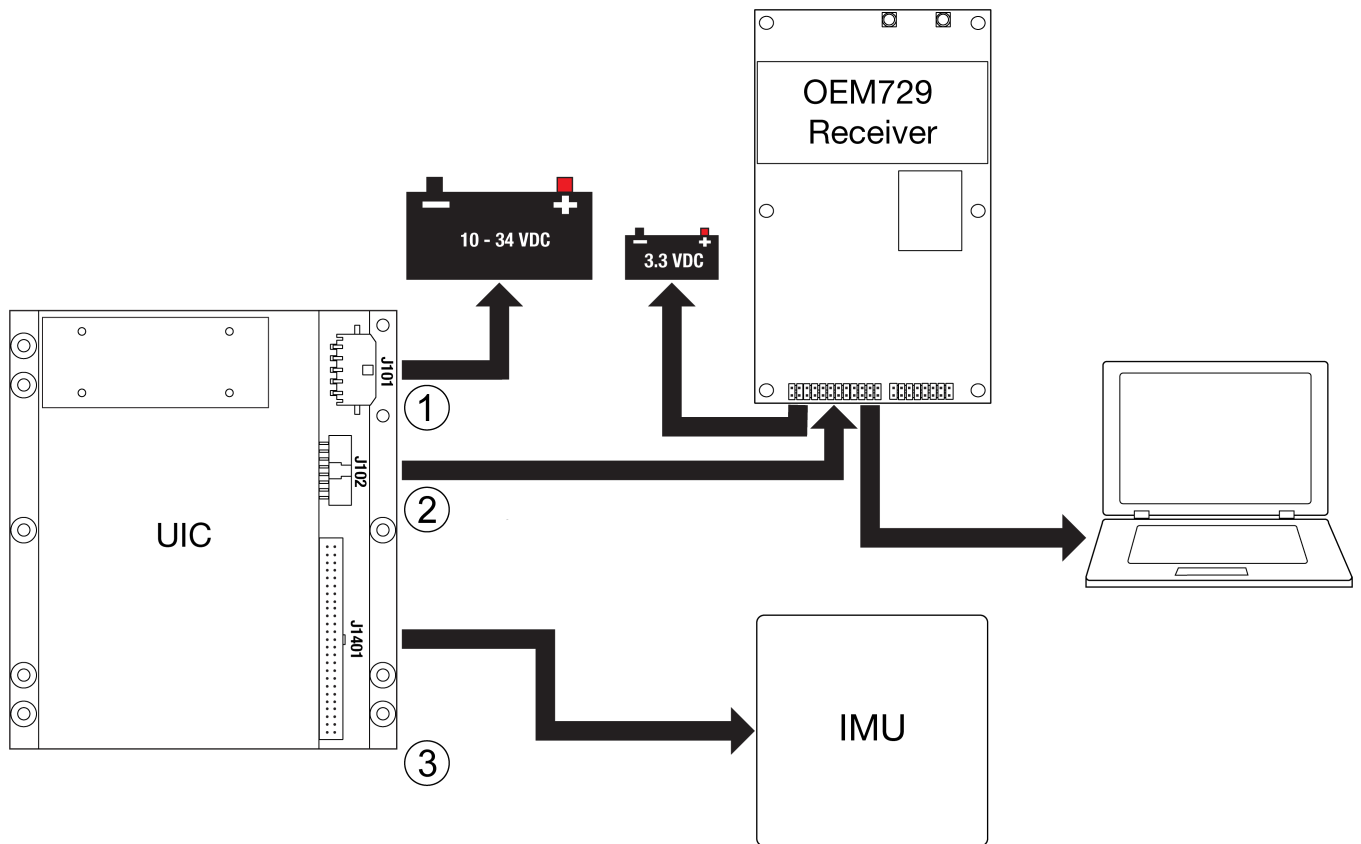 OEM729
Receiver
10 - 34 VDC
3.3 VDC
J101
1
J102
2
UIC
J1401
IMU
3